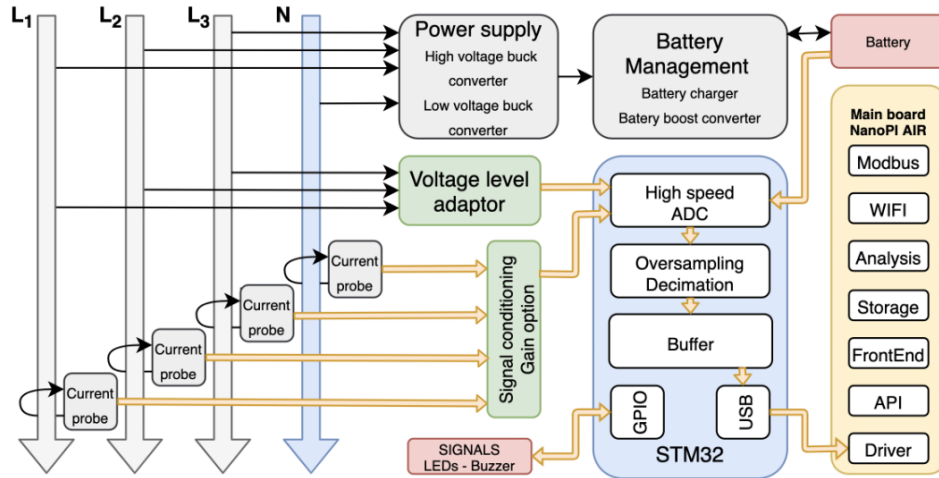 L1 L2 L3 N
Power supply
High voltage buck
converter
Low voltage buck
converter
Battery
Management
Battery charger
Batery boost converter
Battery
Main board
NanoPI AIR
Modbus
WIFI
Analysis
Storage
FrontEnd
API
Driver
Voltage level
adaptor
High speed
ADC
Oversampling
Decimation
Buffer
GPIO
USB
STM32
Current
probe
Current
probe
Current
probe
Current
probe
Signal conditioning
Gain option
SIGNALS
LEDs - Buzzer